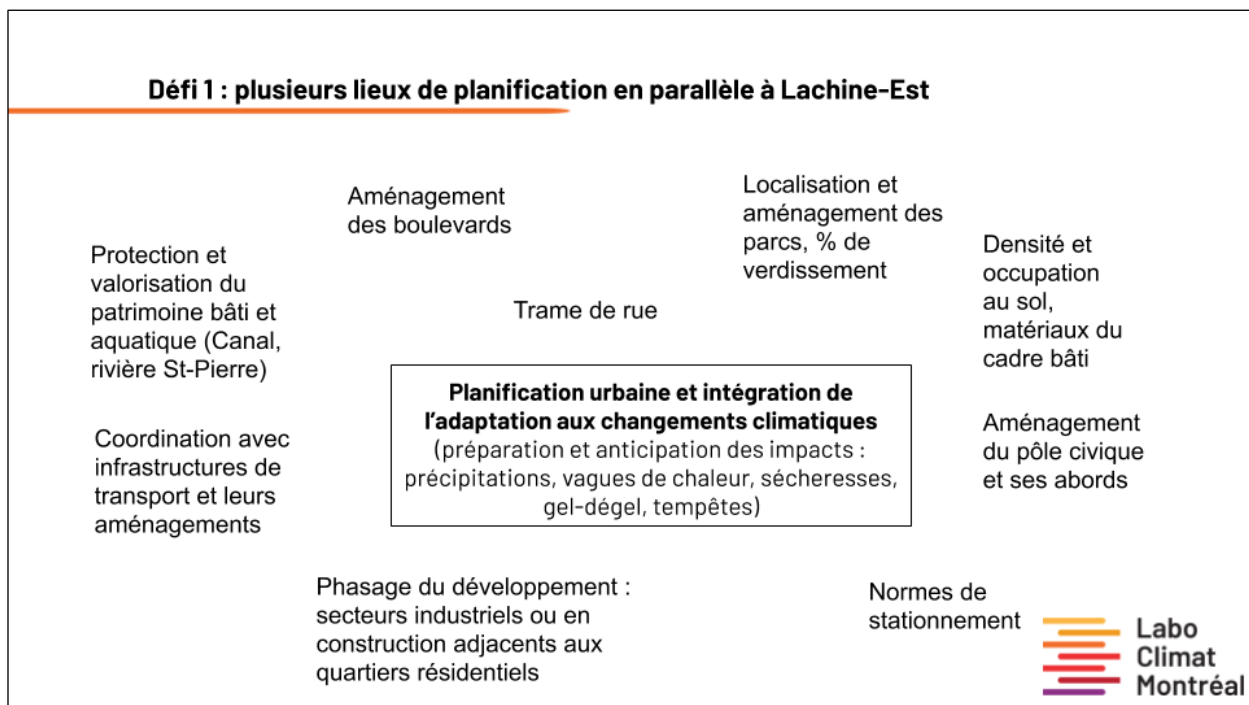 Défi 1 : plusieurs lieux de planification en parallèle à Lachine-Est
Aménagement
des boulevards
Localisation et
aménagement des
parcs, % de
verdissement
Protection et
valorisation du
patrimoine bâti et
aquatique (Canal,
rivière St-Pierre)
Densité et
occupation
au sol,
matériaux du
cadre bâti
Trame de rue
Planification urbaine et intégration de
l'adaptation aux changements climatiques
(préparation et anticipation des impacts :
précipitations, vagues de chaleur, sécheresses,
gel-dégel, tempêtes)
Coordination avec
infrastructures de
transport et leurs
aménagements
Aménagement
du pôle civique
et ses abords
Phasage du développement :
secteurs industriels ou en
construction adjacents aux
quartiers résidentiels
Normes de
stationnement
Labo
Climat
Montréal